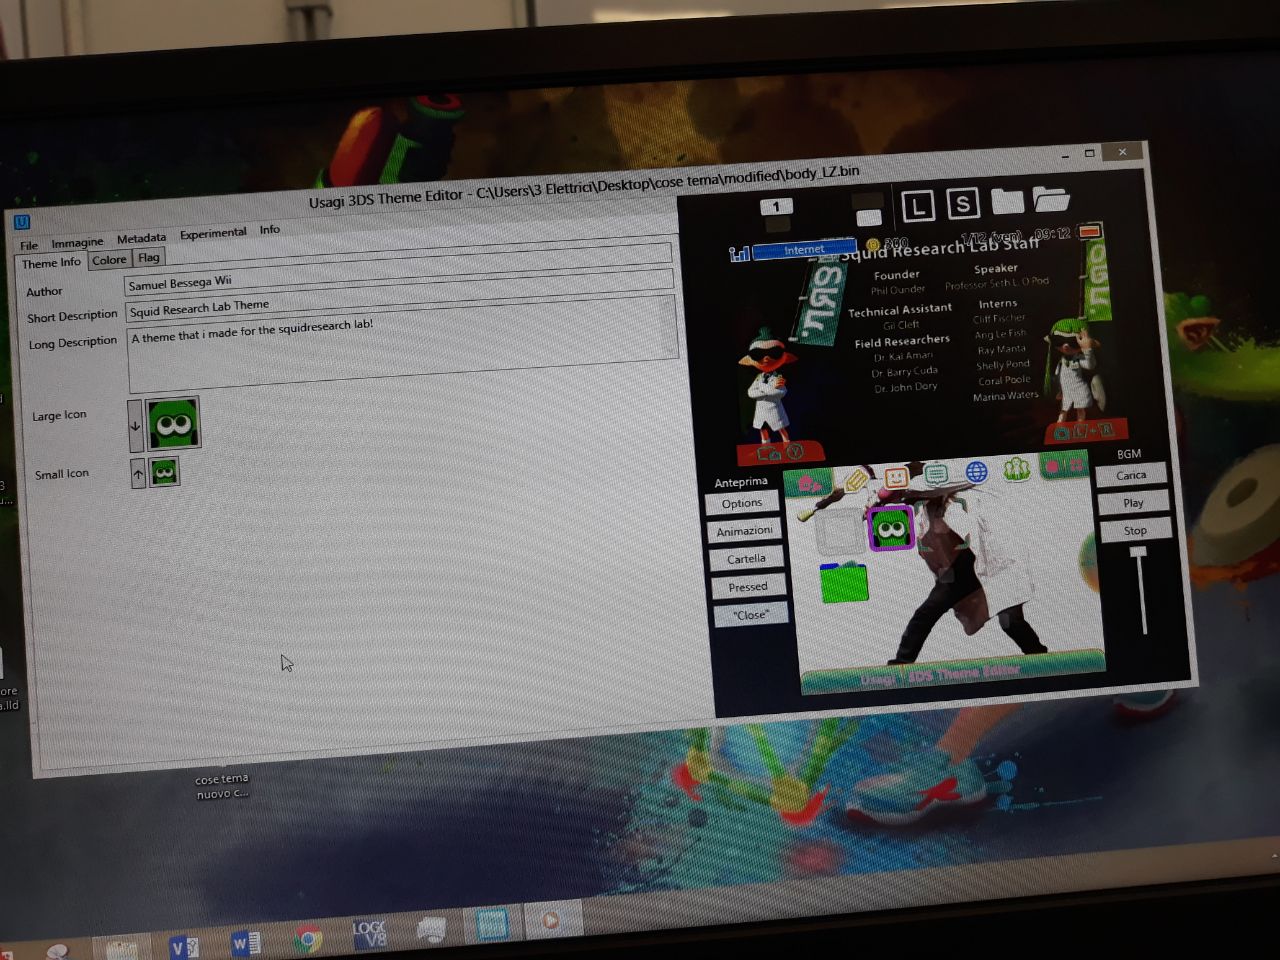 Usagi 3DS Theme Editor - C:\Users\3 Elettrici\Desktop\cose tema\modified\body_LZ.bin
File Immagine Metadata Experimental Info
Theme Info Colore Flag
Author
Samuel Bessega Wii
Short Description
Squid Research Lab Theme
Long Description
A theme that i made for the squidresearch lab!
Large Icon
Small Icon
1
L S
Internet
300
1/12 (ven) 09:12
Squid Research Lab Staff
Founder
Phil Dunder
Speaker
Professor Seth L. O'Pod
Technical Assistant
Gil Cleft
Field Researchers
Dr. Kal Amari
Dr. Barry Cuda
Dr. John Dory
Interns
Cliff Fischer
Ang Le Fish
Ray Manta
Shelly Pond
Coral Poole
Marina Waters
Y
L+R
Anteprima
Options
Animazioni
Cartella
Pressed
"Close"
BGM
Carica
Play
Stop
Usagi 3DS Theme Editor
ore
a.lld
cose tema
nuovo c...
LOGO
V8